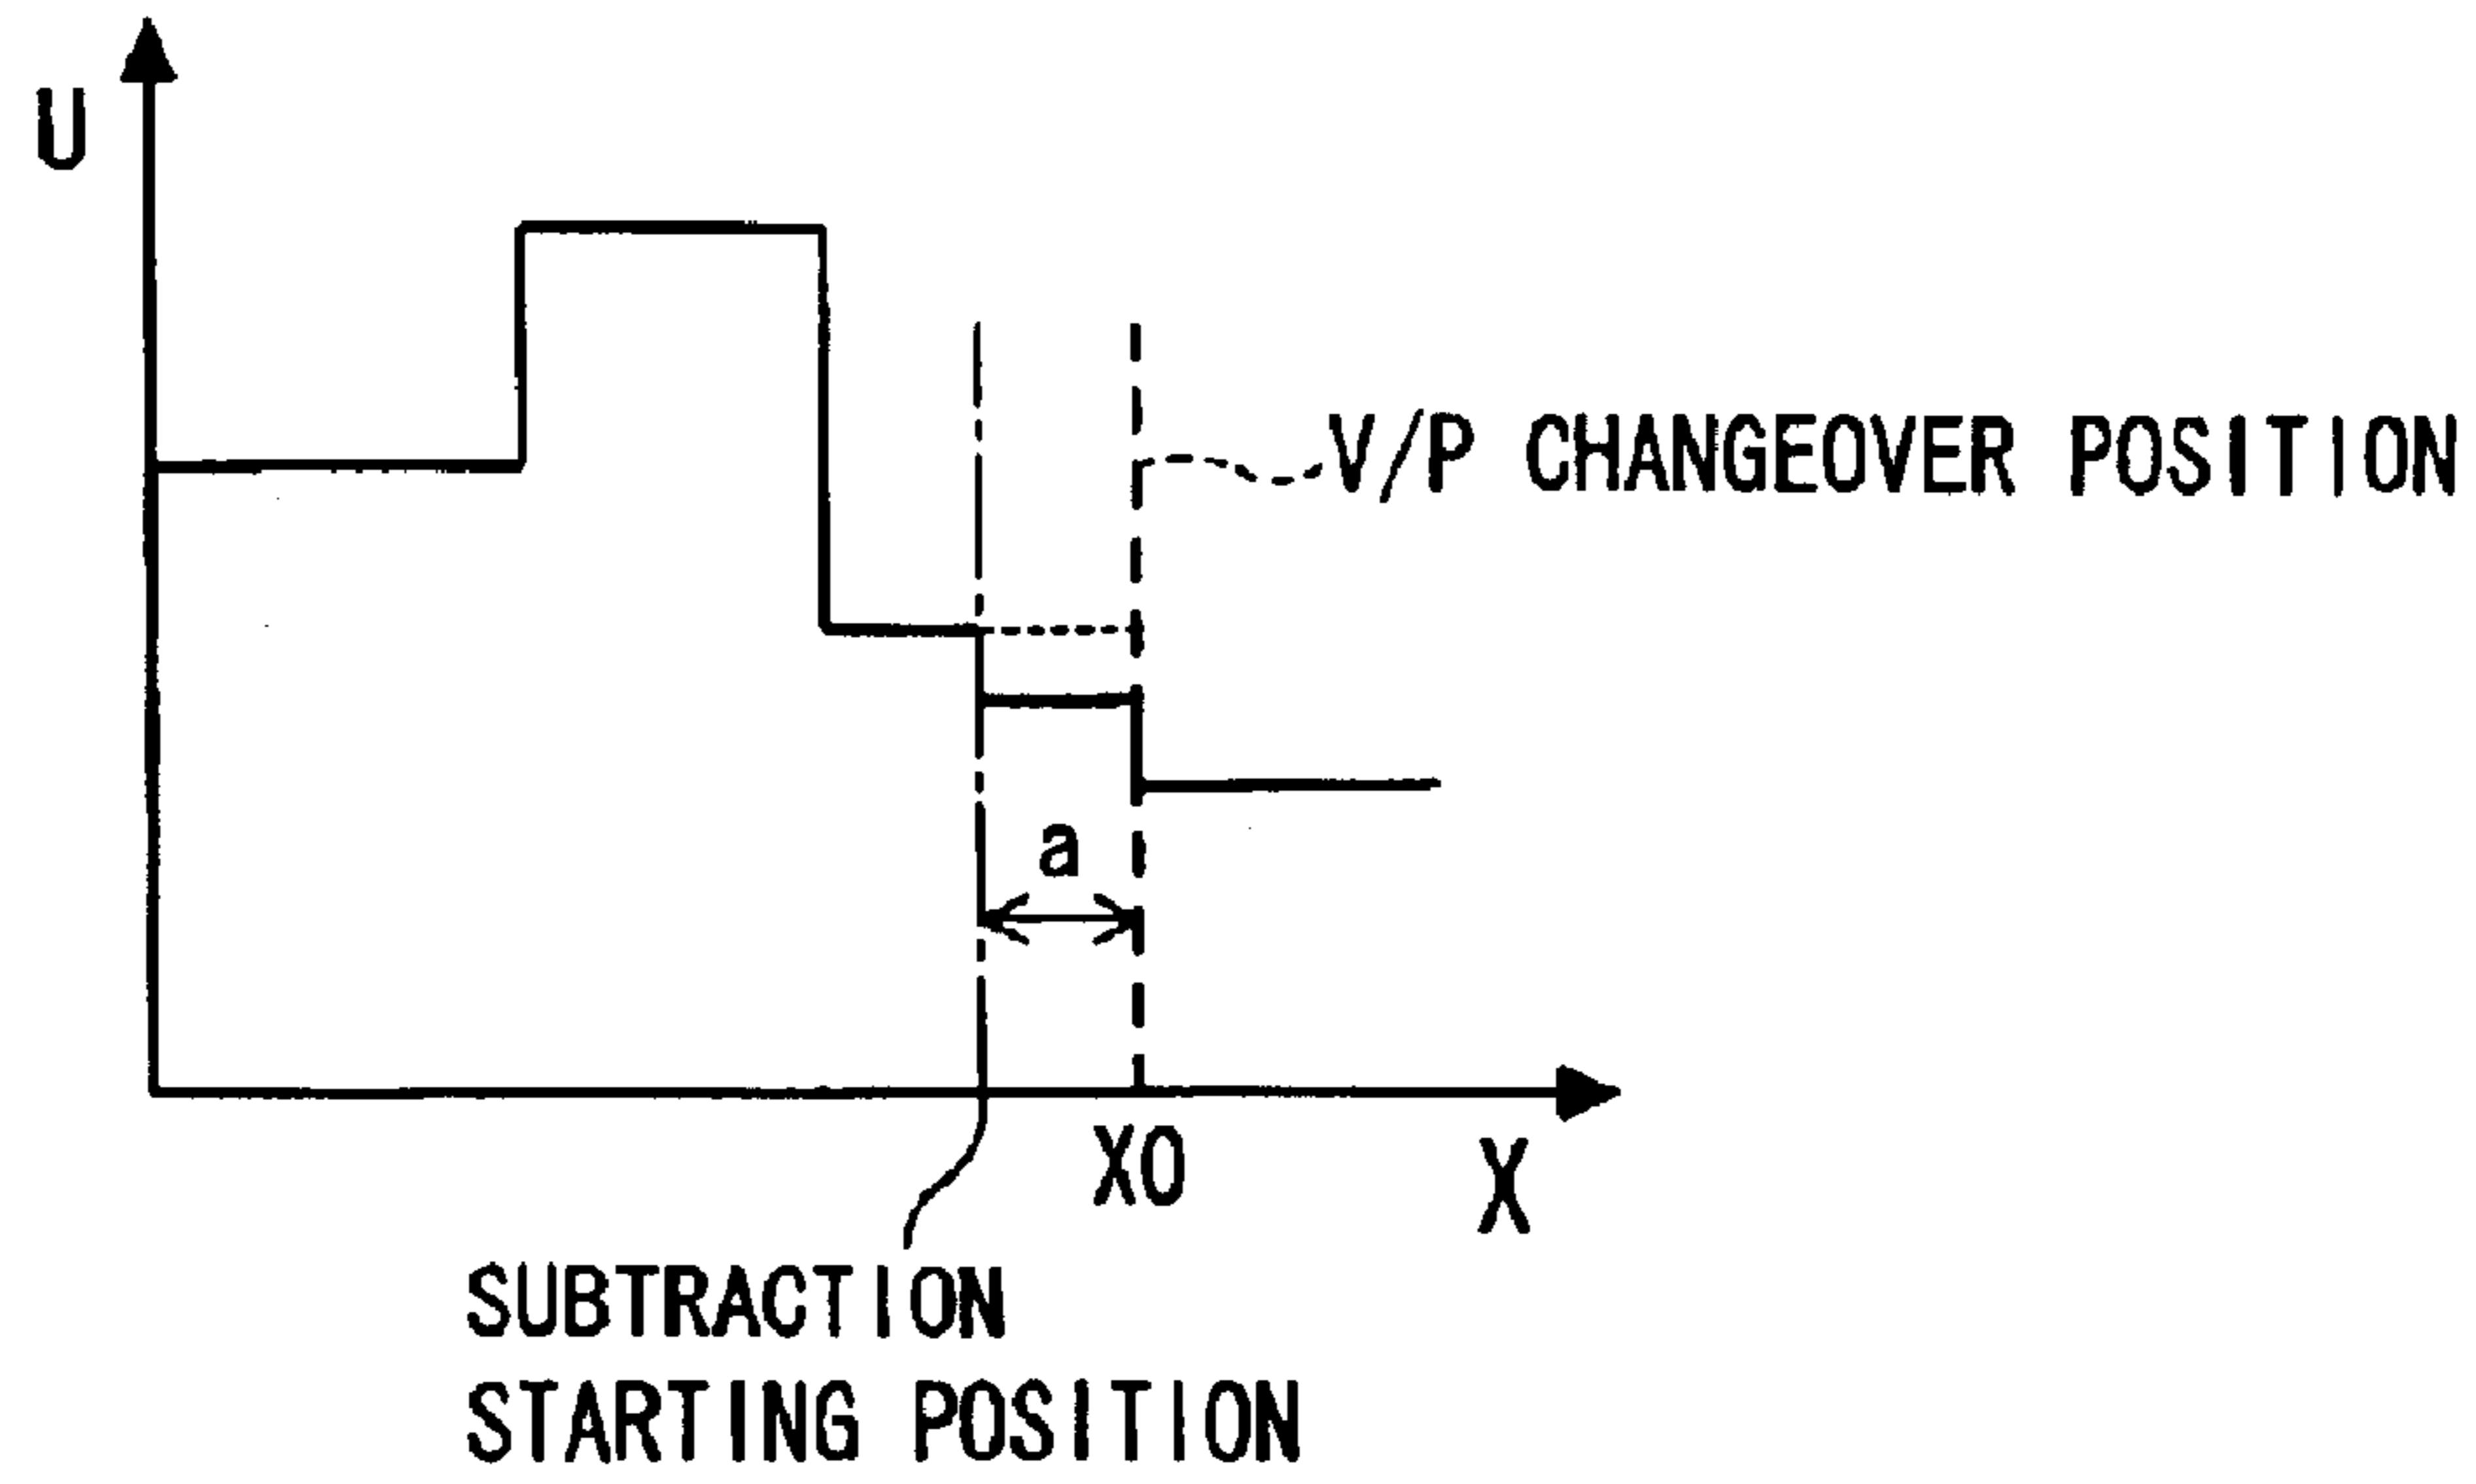 U
V/P CHANGEOVER POSITION
a
X0
X
SUBTRACTION
STARTING POSITION